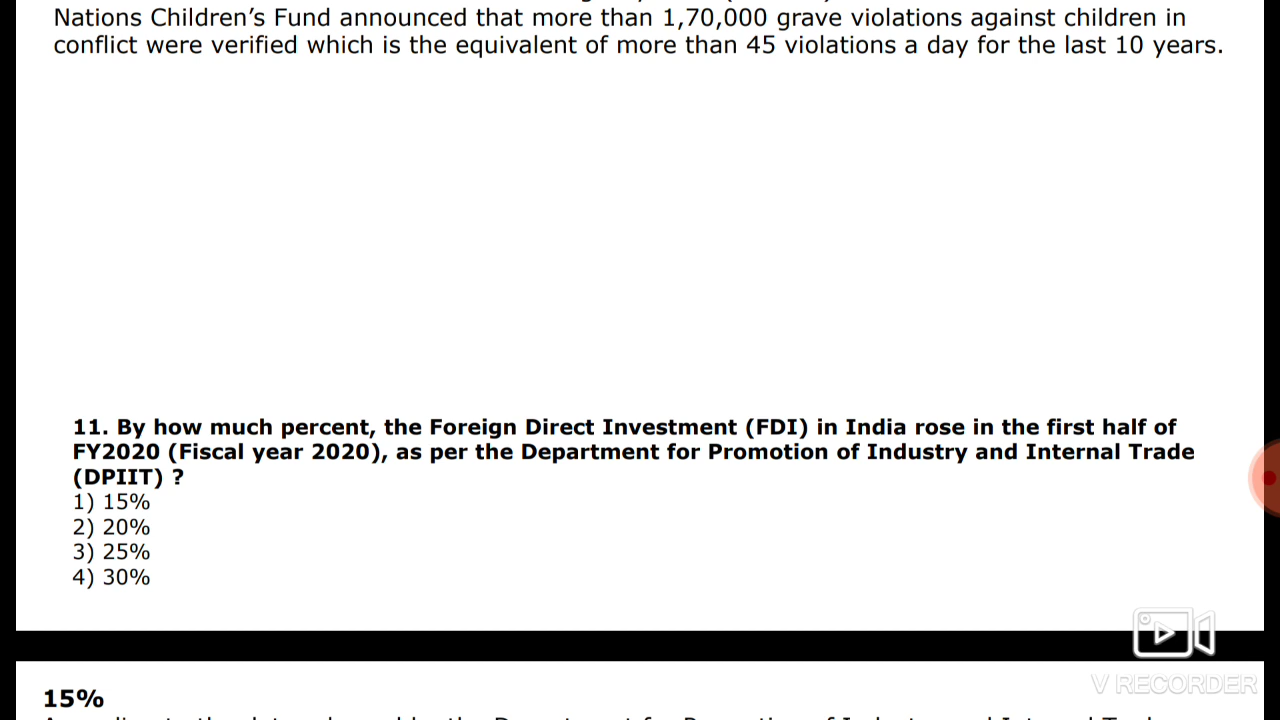 Nations Children's Fund announced that more than 1,70,000 grave violations against children in
conflict were verified which is the equivalent of more than 45 violations a day for the last 10 years.
11. By how much percent, the Foreign Direct Investment (FDI) in India rose in the first half of
FY2020 (Fiscal year 2020), as per the Department for Promotion of Industry and Internal Trade
(DPIIT) ?
1) 15%
2) 20%
3) 25%
4) 30%
V RECORDER
15%